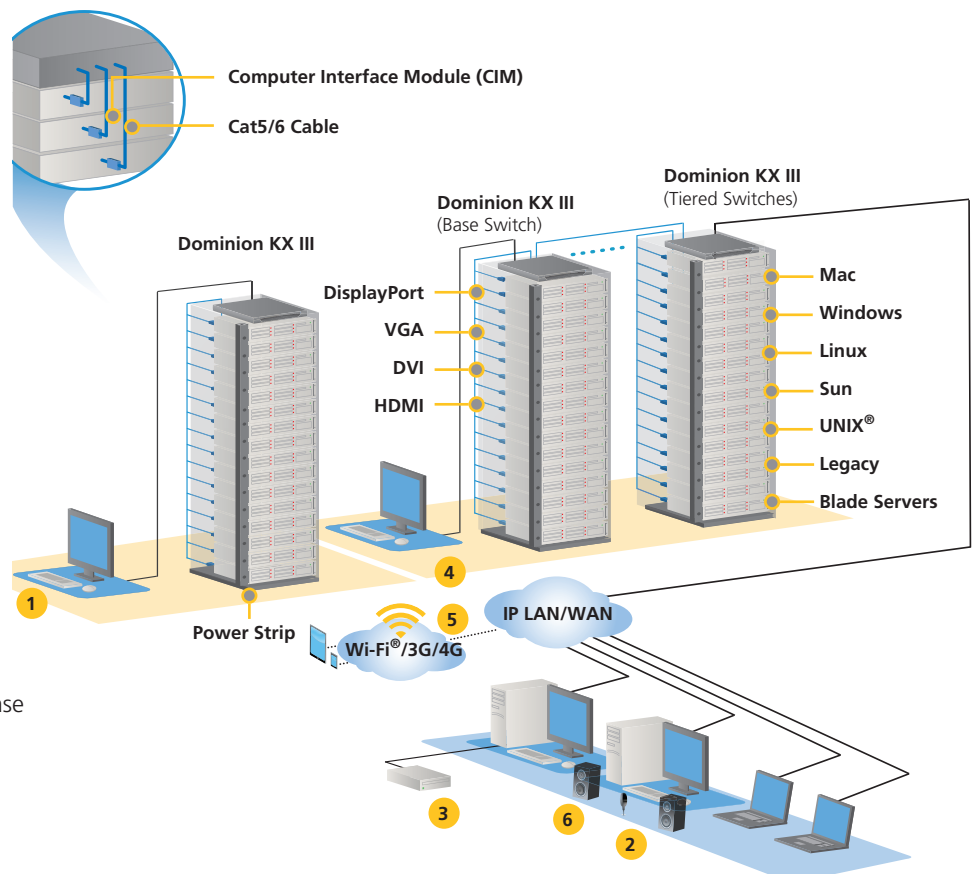 Computer Interface Module (CIM)
Cat5/6 Cable
Dominion KX III
Dominion KX III
(Base Switch)
Dominion KX III
(Tiered Switches)
DisplayPort
VGA
DVI
HDMI
Mac
Windows
Linux
Sun
UNIX®
Legacy
Blade Servers
1
4
Power Strip
5
Wi-Fi®/3G/4G
IP LAN/WAN
3
6
2